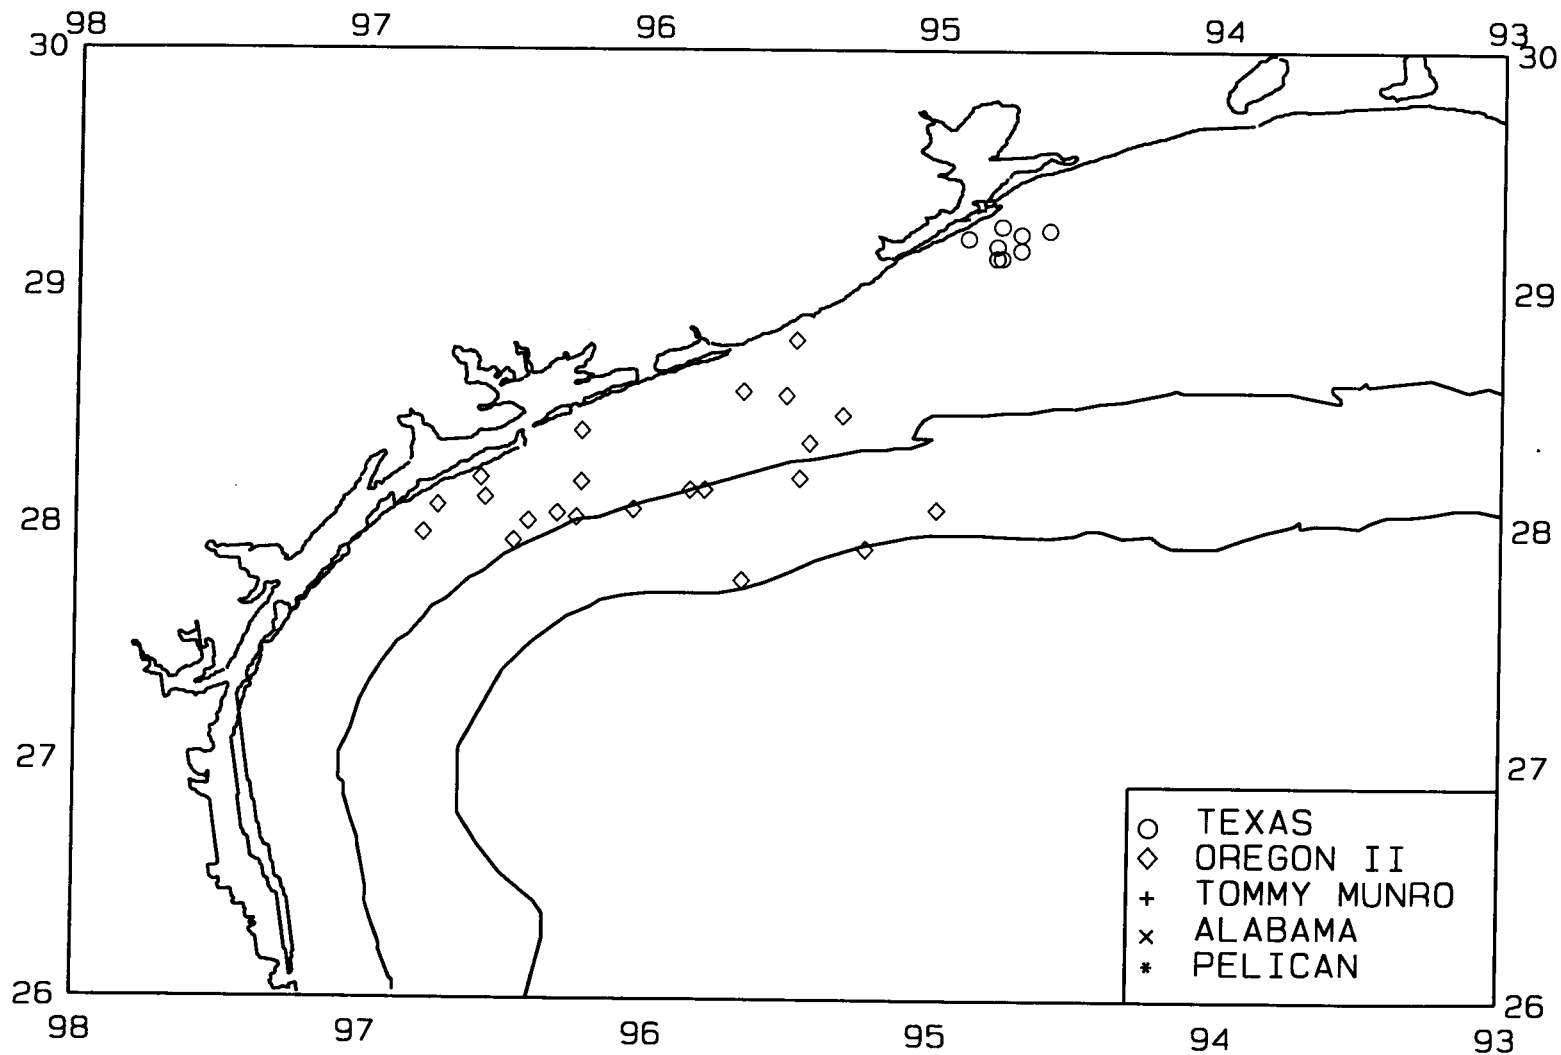 98 97 96 95 94 93
30 30
29 29
28 28
27 27
26 26
98 97 96 95 94 93
TEXAS
OREGON II
TOMMY MUNRO
ALABAMA
PELICAN